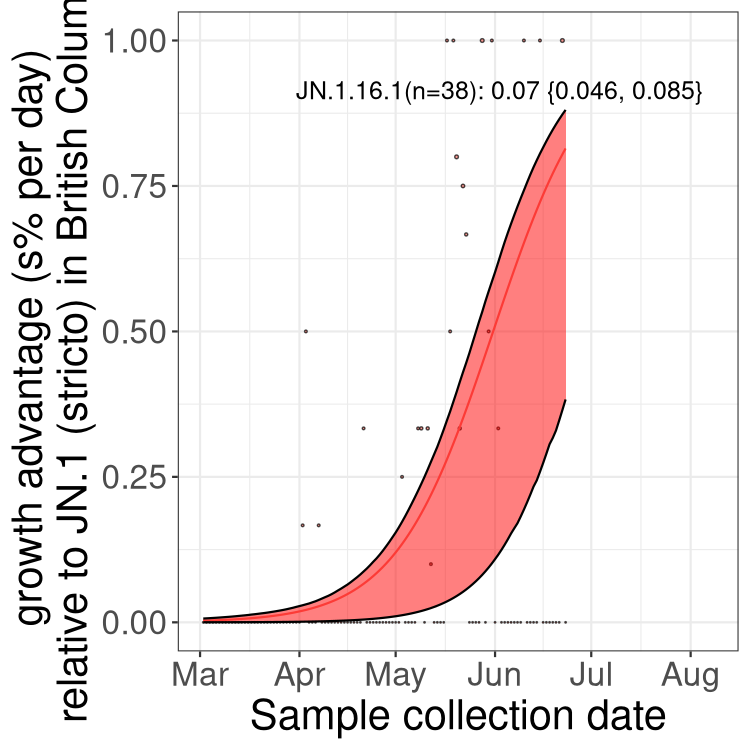 growth advantage (s% per day)
relative to JN.1 (stricto) in British Colum
1.00
0.75
0.50
0.25
0.00
JN.1.16.1(n=38): 0.07 {0.046, 0.085}
Mar Apr May Jun Jul Aug
Sample collection date